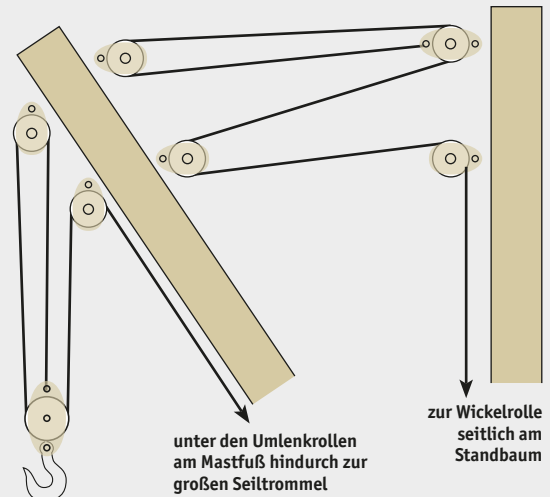 unter den Umlenkrollen
am Mastfuß hindurch zur
großen Seiltrommel
zur Wickelrolle
seitlich am
Standbaum